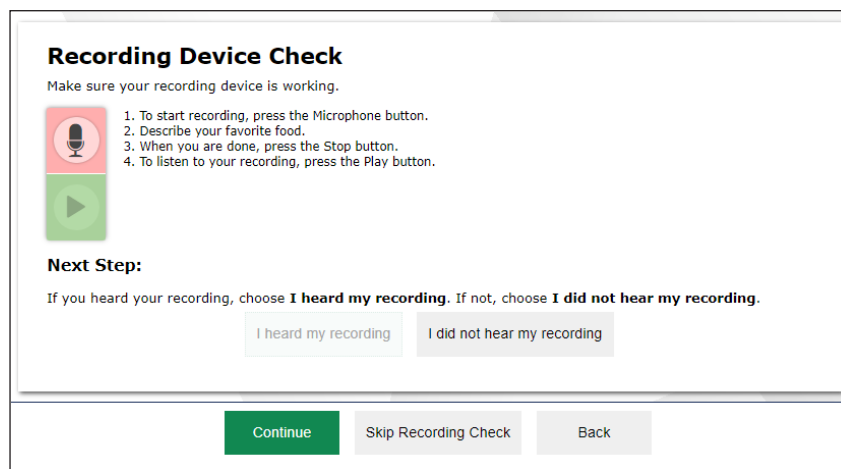 Recording Device Check
Make sure your recording device is working.
1. To start recording, press the Microphone button.
2. Describe your favorite food.
3. When you are done, press the Stop button.
4. To listen to your recording, press the Play button.
Next Step:
If you heard your recording, choose I heard my recording. If not, choose I did not hear my recording.
I heard my recording I did not hear my recording
Continue Skip Recording Check Back